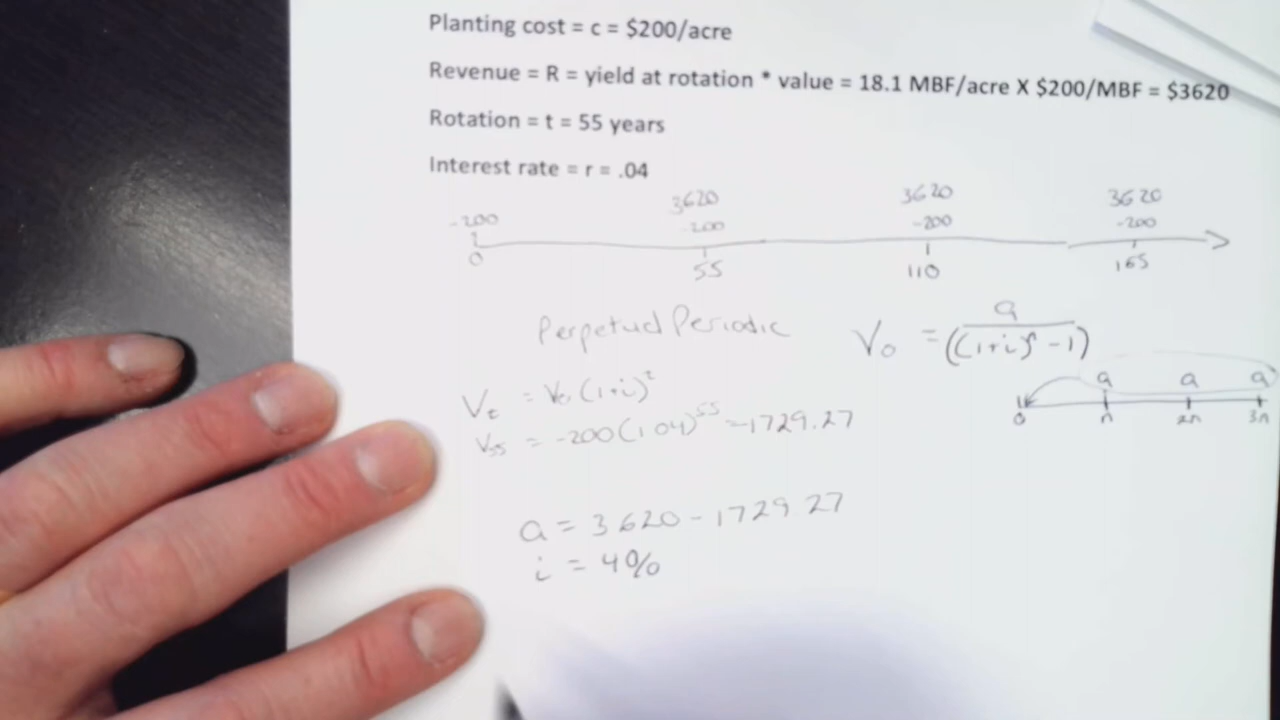 Planting cost = c = $200/acre
Revenue = R = yield at rotation * value = 18.1 MBF/acre X $200/MBF = $3620
Rotation = t = 55 years
Interest rate = r = .04
3620 3620 3620
-200 -200 -200 -200
0 55 110 165
Perpetual Periodic V₀ = a / ((1+i)ⁿ - 1)
a a a
0 n 2n 3n
Vₜ = V₀ (1+i)ᵗ
V₅₅ = -200(1.04)⁵⁵ = -1729.27
a = 3620 - 1729.27
i = 4%